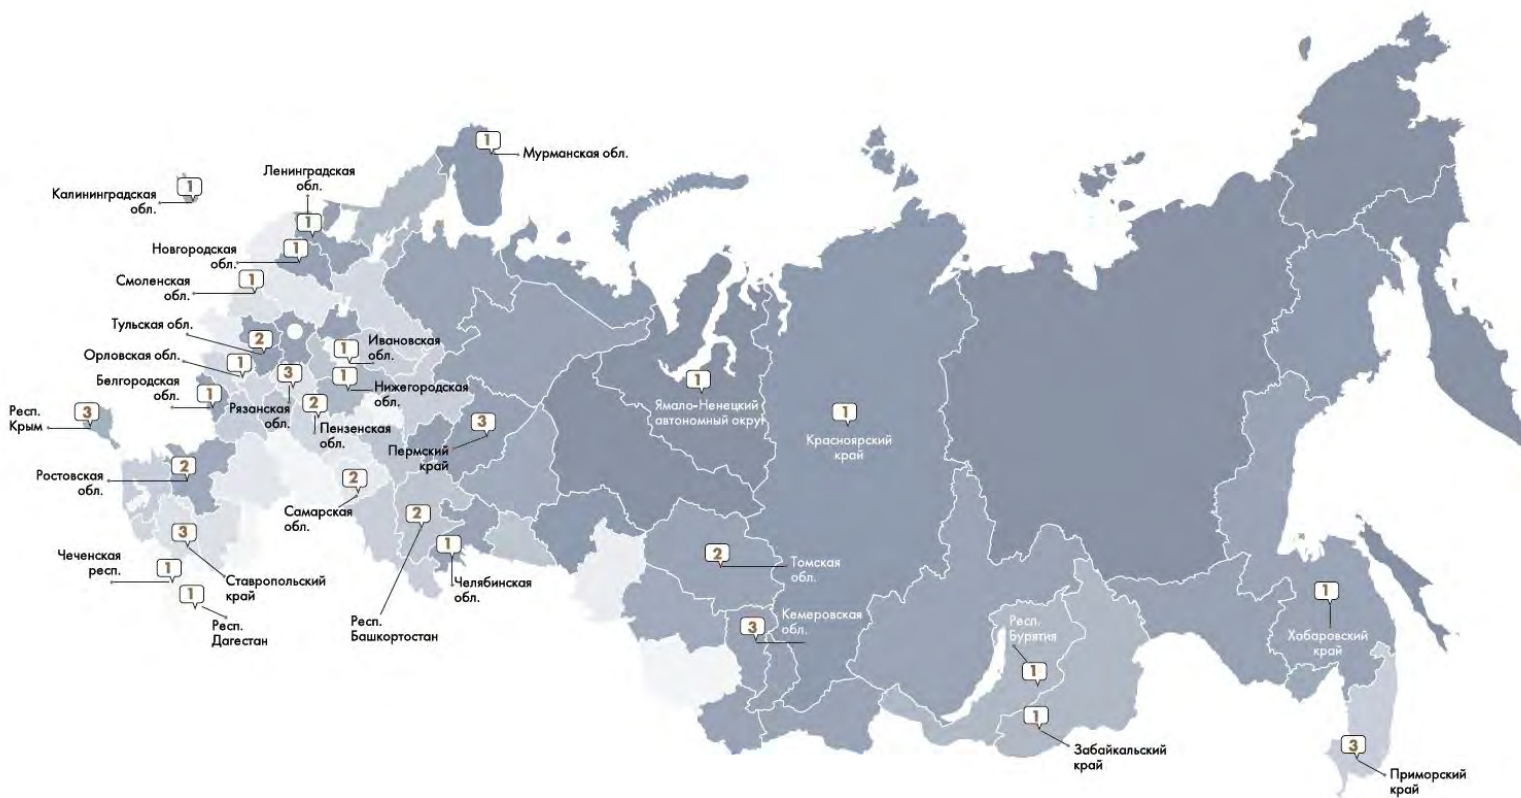 1
Мурманская обл.
Ленинградская
обл.
1
1
Калининградская
обл.
Новгородская
обл.
1
Смоленская
обл.
1
Тульская обл.
2
Ивановская
обл.
1
Орловская обл.
1
Белгородская
обл.
1
3
Рязанская
обл.
1
Нижегородская
обл.
2
Пензенская
обл.
Респ.
Крым
3
3
Пермский
край
1
Ямало-Ненецкий
автономный округ
1
Красноярский
край
Ростовская
обл.
2
2
Самарская
обл.
2
Респ.
Башкортостан
3
Ставропольский
край
Чеченская
респ.
1
1
Респ.
Дагестан
1
Челябинская
обл.
2
Томская
обл.
3
Кемеровская
обл.
Респ.
Бурятия
1
1
Забайкальский
край
1
Хабаровский
край
3
Приморский
край